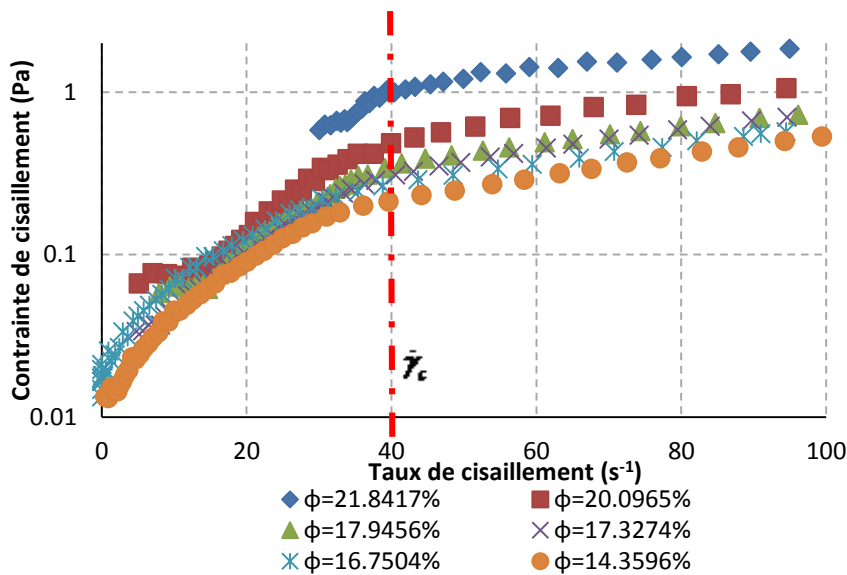 Contrainte de cisaillement (Pa)
1
0.1
0.01
γ̇c
0 20 40 60 80 100
Taux de cisaillement (s⁻¹)
ϕ=21.8417% ϕ=20.0965%
ϕ=17.9456% ϕ=17.3274%
ϕ=16.7504% ϕ=14.3596%